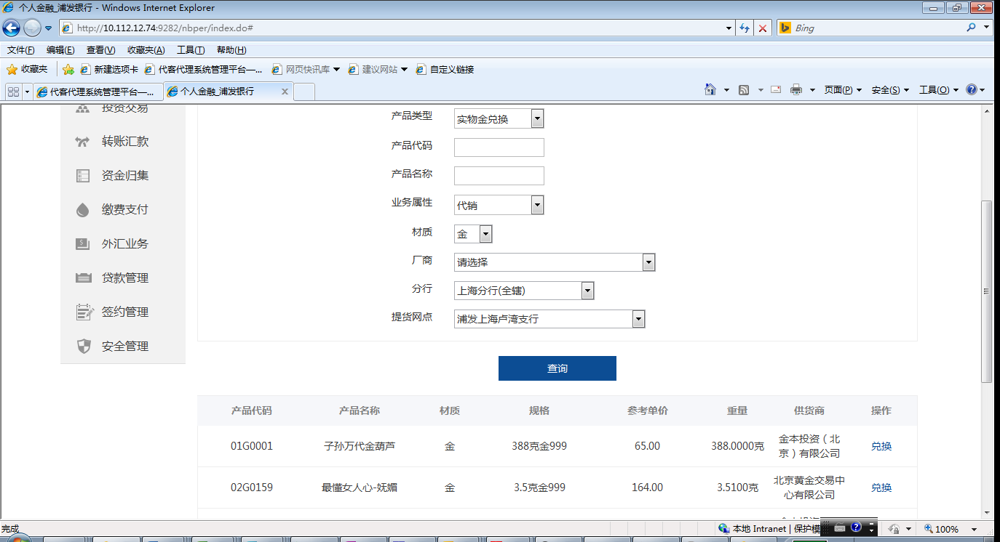 个人金融_浦发银行 - Windows Internet Explorer
http://10.112.12.74:9282/nbper/index.do#
Bing
文件(F) 编辑(E) 查看(V) 收藏夹(A) 工具(T) 帮助(H)
收藏夹 新建选项卡 代客代理系统管理平台—... 网页快讯库 建议网站 自定义链接
代客代理系统管理平台—... 个人金融_浦发银行 x 页面(P) 安全(S) 工具(O)
投资交易
转账汇款
资金归集
缴费支付
外汇业务
贷款管理
签约管理
安全管理
产品类型 实物金兑换
产品代码
产品名称
业务属性 代销
材质 金
厂商 请选择
分行 上海分行(全辖)
提货网点 浦发上海卢湾支行
查询
产品代码 产品名称 材质 规格 参考单价 重量 供货商 操作
01G0001 子孙万代金葫芦 金 388克金999 65.00 388.0000克 金本投资（北京）有限公司 兑换
02G0159 最懂女人心-妩媚 金 3.5克金999 164.00 3.5100克 北京黄金交易中心有限公司 兑换
完成 本地 Intranet | 保护模 100%